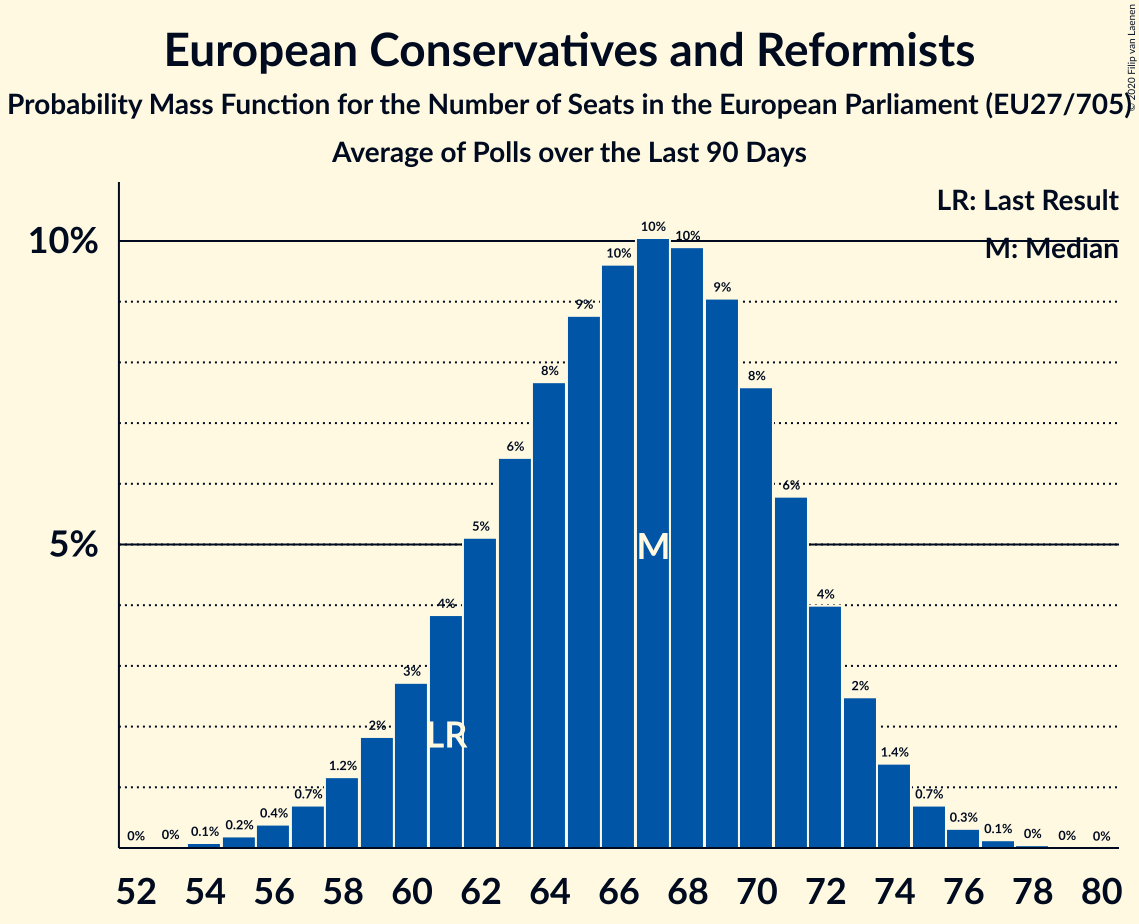 European Conservatives and Reformists
Probability Mass Function for the Number of Seats in the European Parliament (EU27/705)
Average of Polls over the Last 90 Days
© 2020 Filip van Laenen
LR: Last Result
M: Median
10%
5%
0% 0% 0.1% 0.2% 0.4% 0.7% 1.2% 2% 3% 4% 5% 6% 8% 9% 10% 10% 10% 9% 8% 6% 4% 2% 1.4% 0.7% 0.3% 0.1% 0% 0% 0%
M
LR
52 54 56 58 60 62 64 66 68 70 72 74 76 78 80